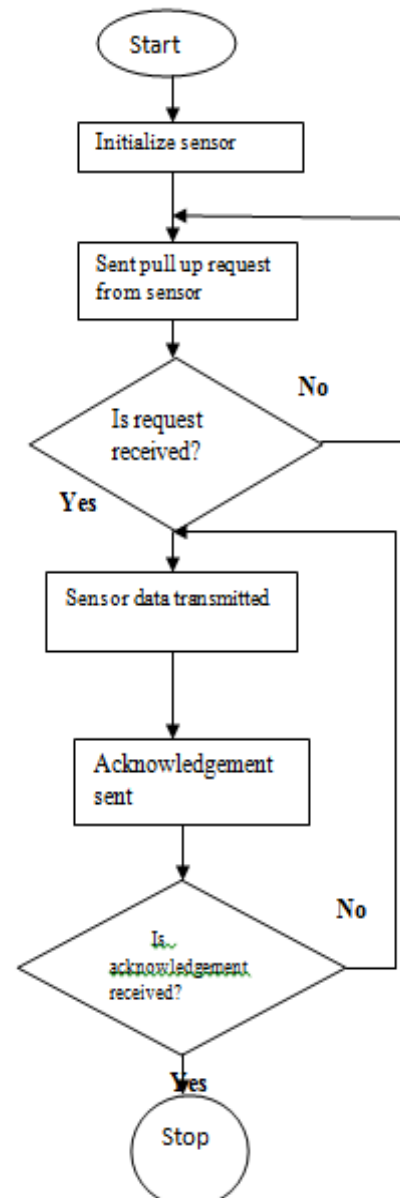 Start
Initialize sensor
Sent pull up request
from sensor
No
Is request
received?
Yes
Sensor data transmitted
Acknowledgement
sent
No
Is
acknowledgement
received?
Yes
Stop